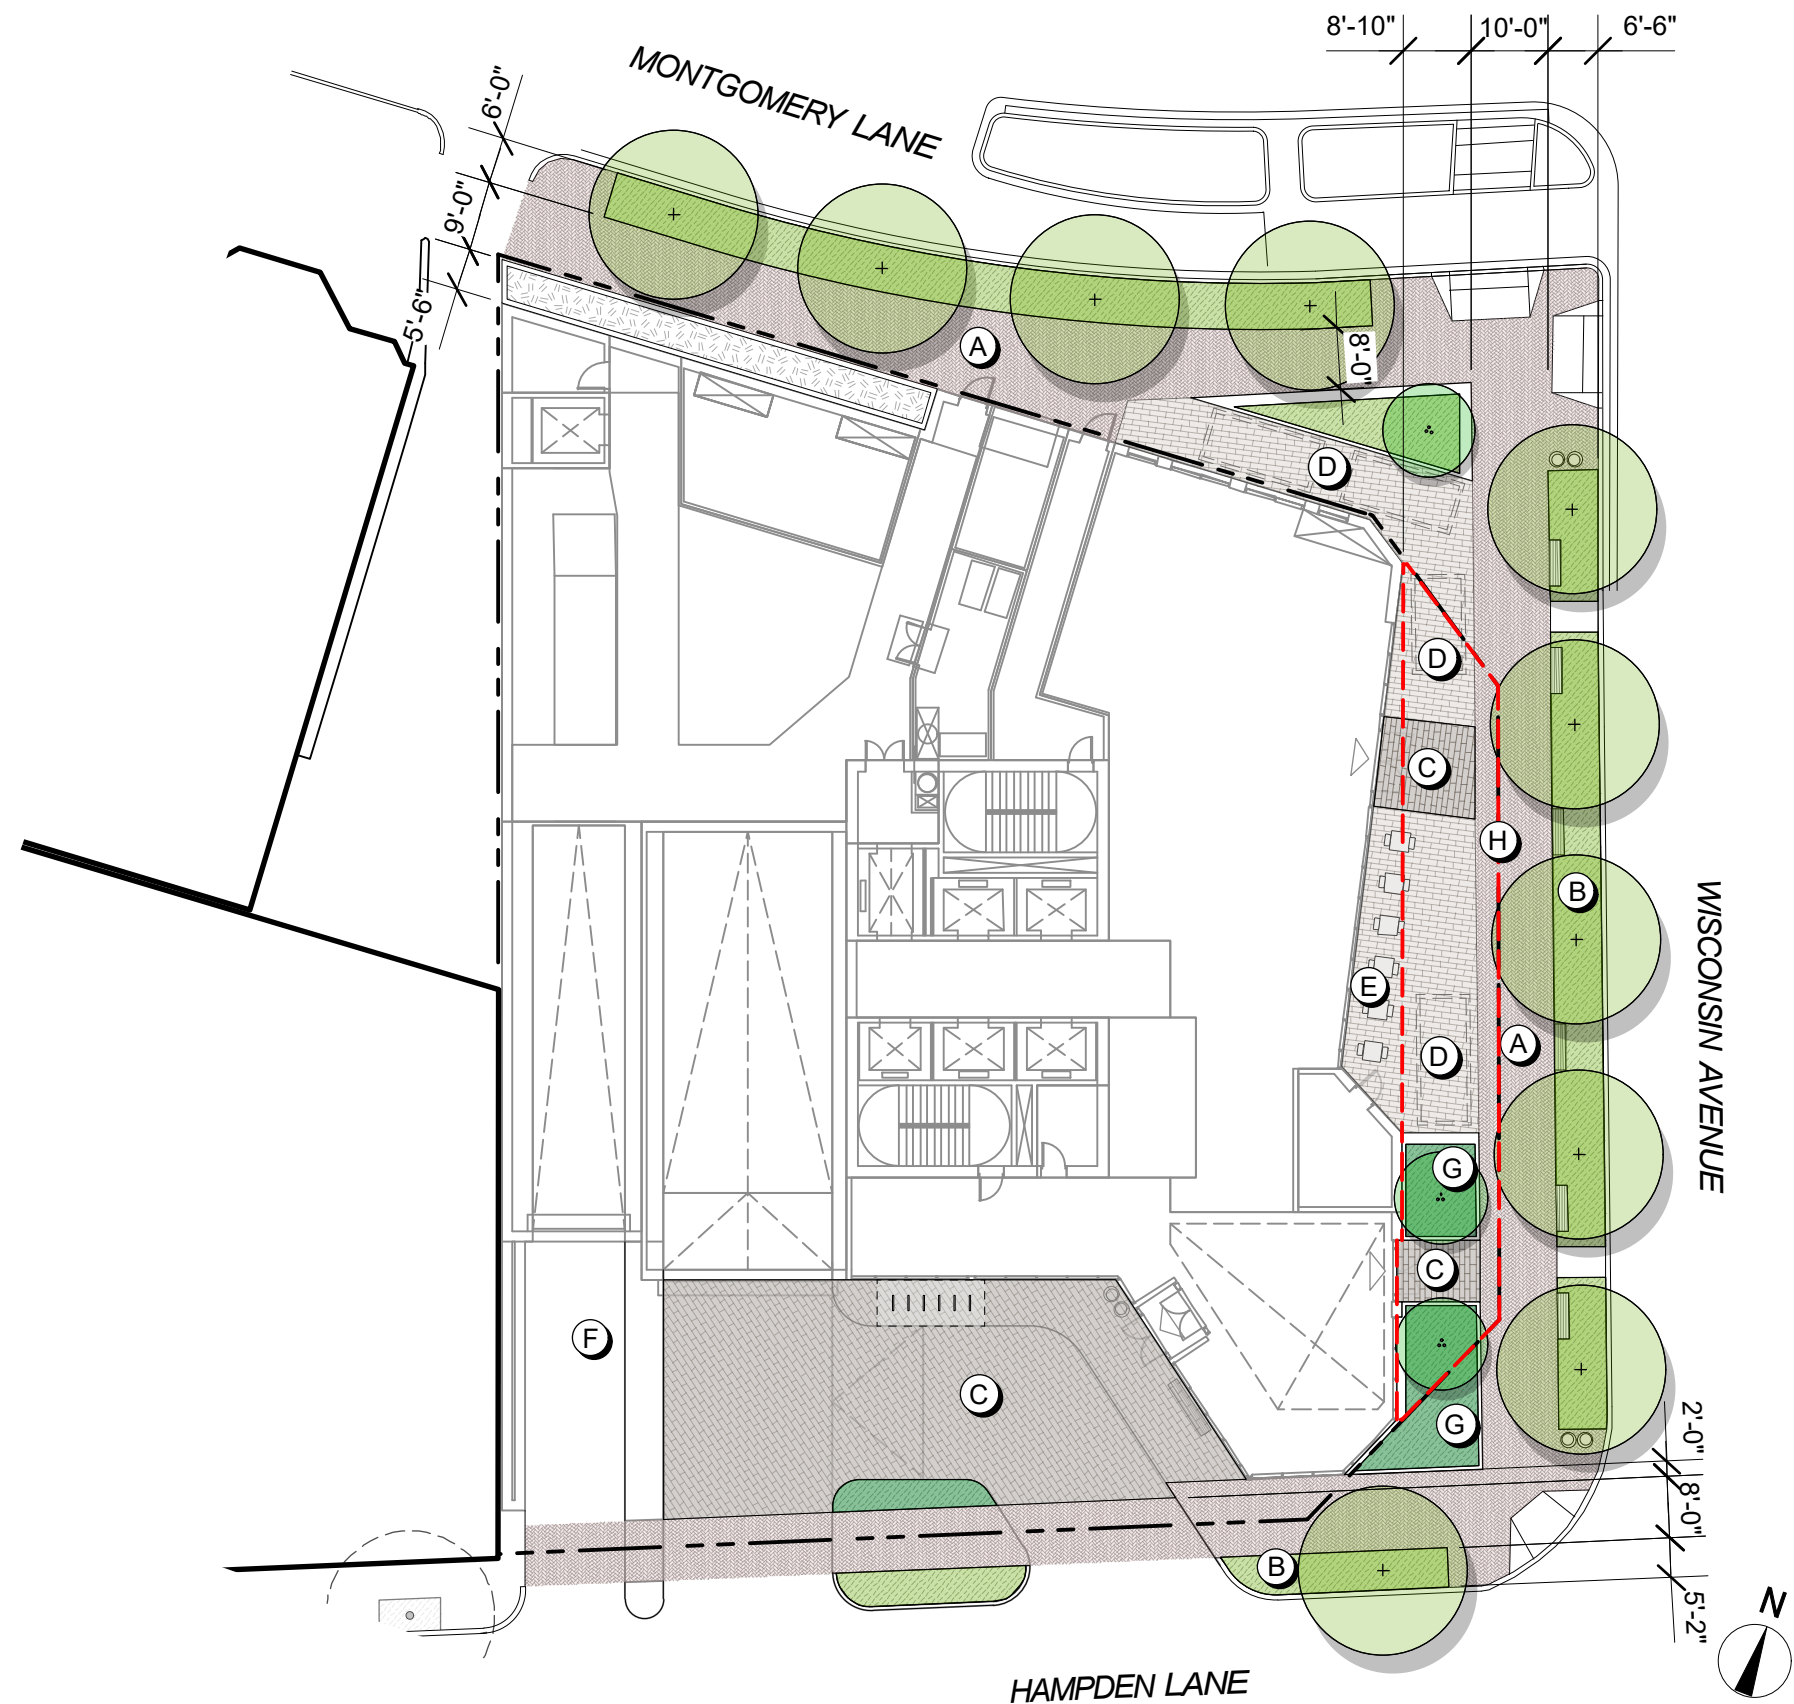 8'-10"
10'-0"
6'-6"
MONTGOMERY LANE
6'-0"
9'-0"
5'-6"
A
8'-0"
D
D
C
H
B
WISCONSIN AVENUE
E
A
D
G
C
F
C
G
2'-0"
8'-0"
B
5'-2"
N
HAMPDEN LANE